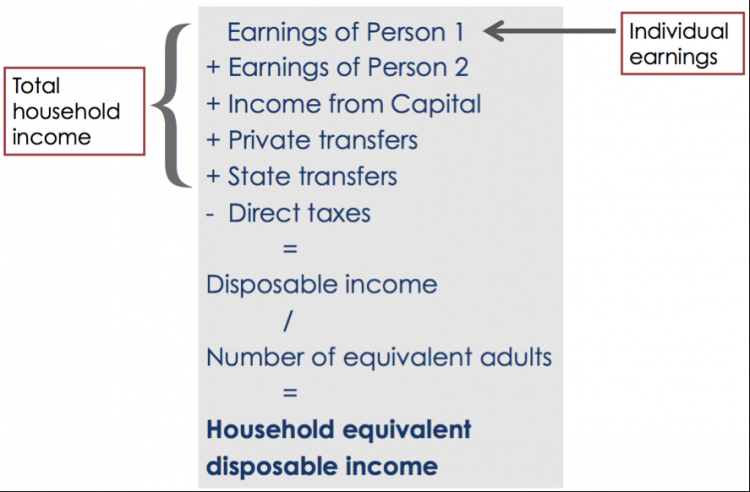 Earnings of Person 1
+ Earnings of Person 2
+ Income from Capital
+ Private transfers
+ State transfers
- Direct taxes
=
Disposable income
/
Number of equivalent adults
=
Household equivalent
disposable income
Total
household
income
Individual
earnings